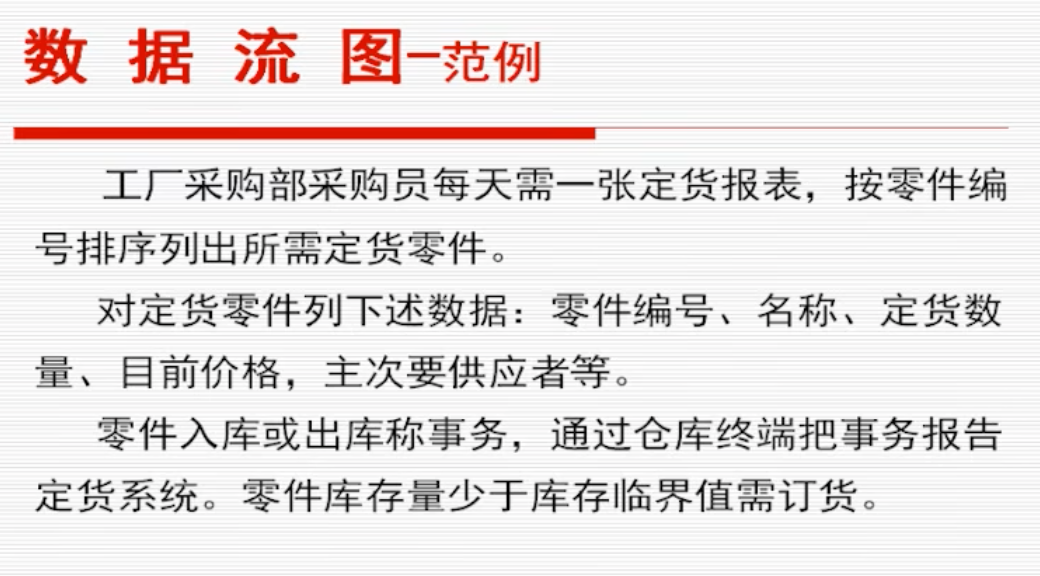 数 据 流 图-范例
工厂采购部采购员每天需一张定货报表，按零件编
号排序列出所需定货零件。
对定货零件列下述数据：零件编号、名称、定货数
量、目前价格，主次要供应者等。
零件入库或出库称事务，通过仓库终端把事务报告
定货系统。零件库存量少于库存临界值需订货。